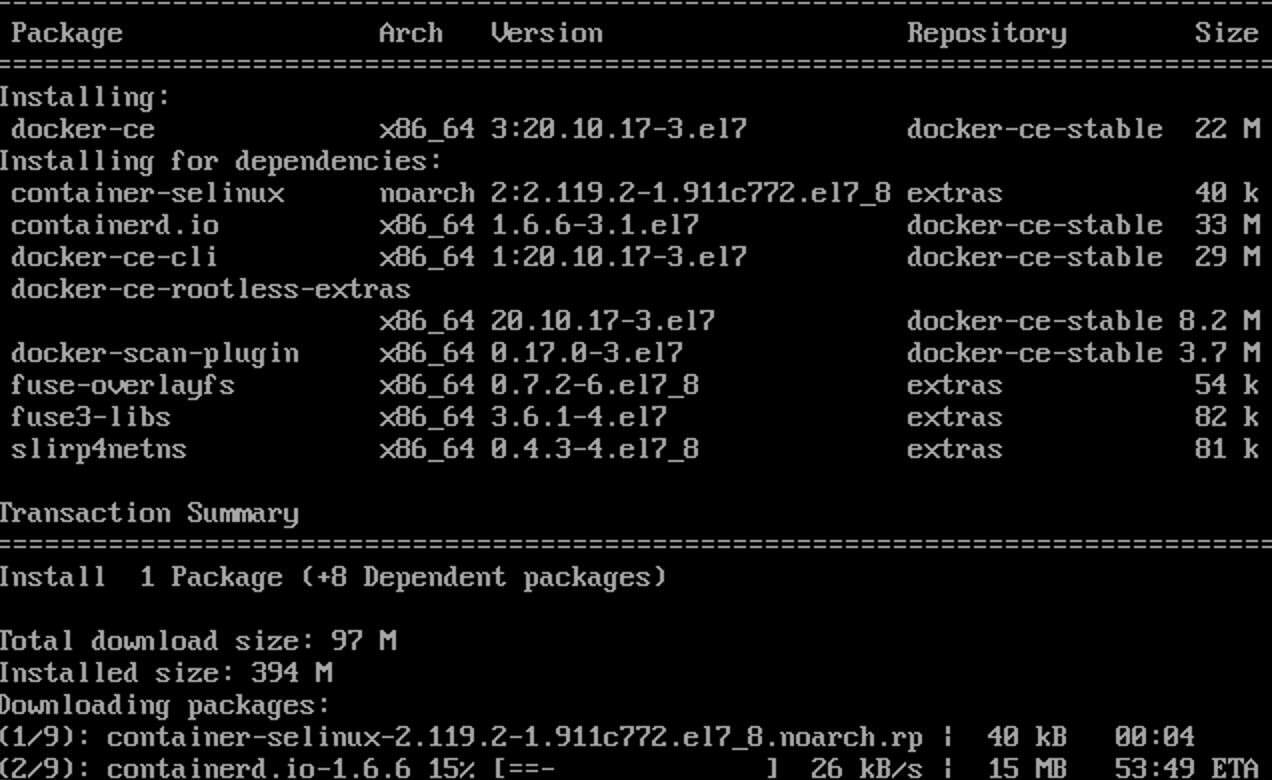 Package Arch Version Repository Size
================================================================================
Installing:
docker-ce x86_64 3:20.10.17-3.el7 docker-ce-stable 22 M
Installing for dependencies:
container-selinux noarch 2:2.119.2-1.911c772.el7_8 extras 40 k
containerd.io x86_64 1.6.6-3.1.el7 docker-ce-stable 33 M
docker-ce-cli x86_64 1:20.10.17-3.el7 docker-ce-stable 29 M
docker-ce-rootless-extras
x86_64 20.10.17-3.el7 docker-ce-stable 8.2 M
docker-scan-plugin x86_64 0.17.0-3.el7 docker-ce-stable 3.7 M
fuse-overlayfs x86_64 0.7.2-6.el7_8 extras 54 k
fuse3-libs x86_64 3.6.1-4.el7 extras 82 k
slirp4netns x86_64 0.4.3-4.el7_8 extras 81 k
Transaction Summary
================================================================================
Install 1 Package (+8 Dependent packages)
Total download size: 97 M
Installed size: 394 M
Downloading packages:
(1/9): container-selinux-2.119.2-1.911c772.el7_8.noarch.rp | 40 kB 00:04
(2/9): containerd.io-1.6.6 15% [==- ] 26 kB/s | 15 MB 53:49 ETA